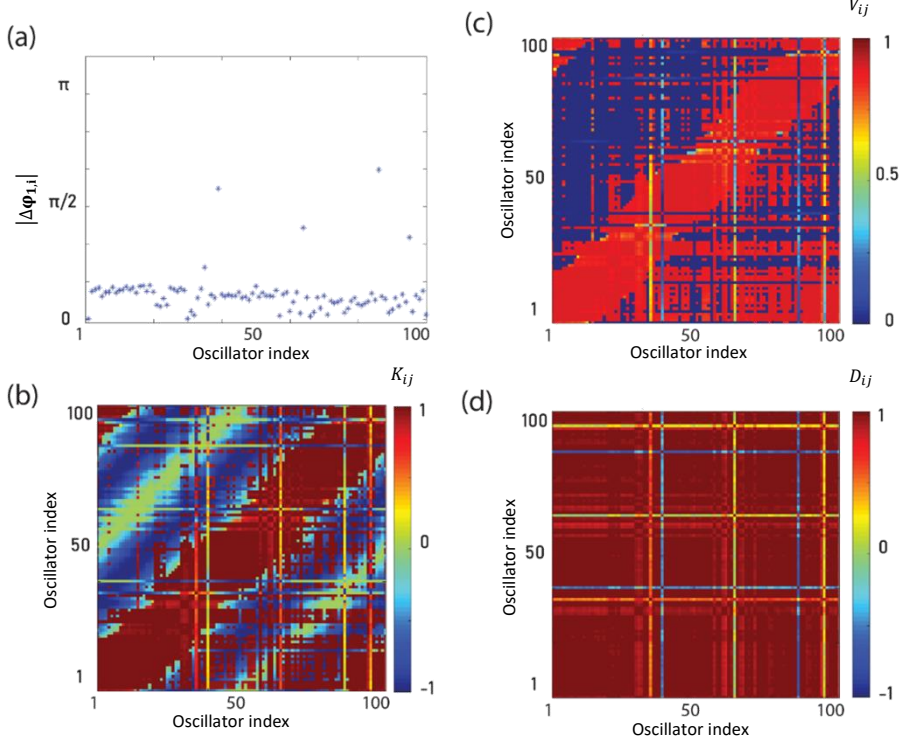 (a)
π
π/2
0
|Δφ1,i|
1
50
100
Oscillator index
(c)
Vij
100
50
1
Oscillator index
1
50
100
Oscillator index
1
0.5
0
(b)
Kij
100
50
1
Oscillator index
1
50
100
Oscillator index
1
0
-1
(d)
Dij
100
50
1
Oscillator index
1
50
100
Oscillator index
1
0
-1